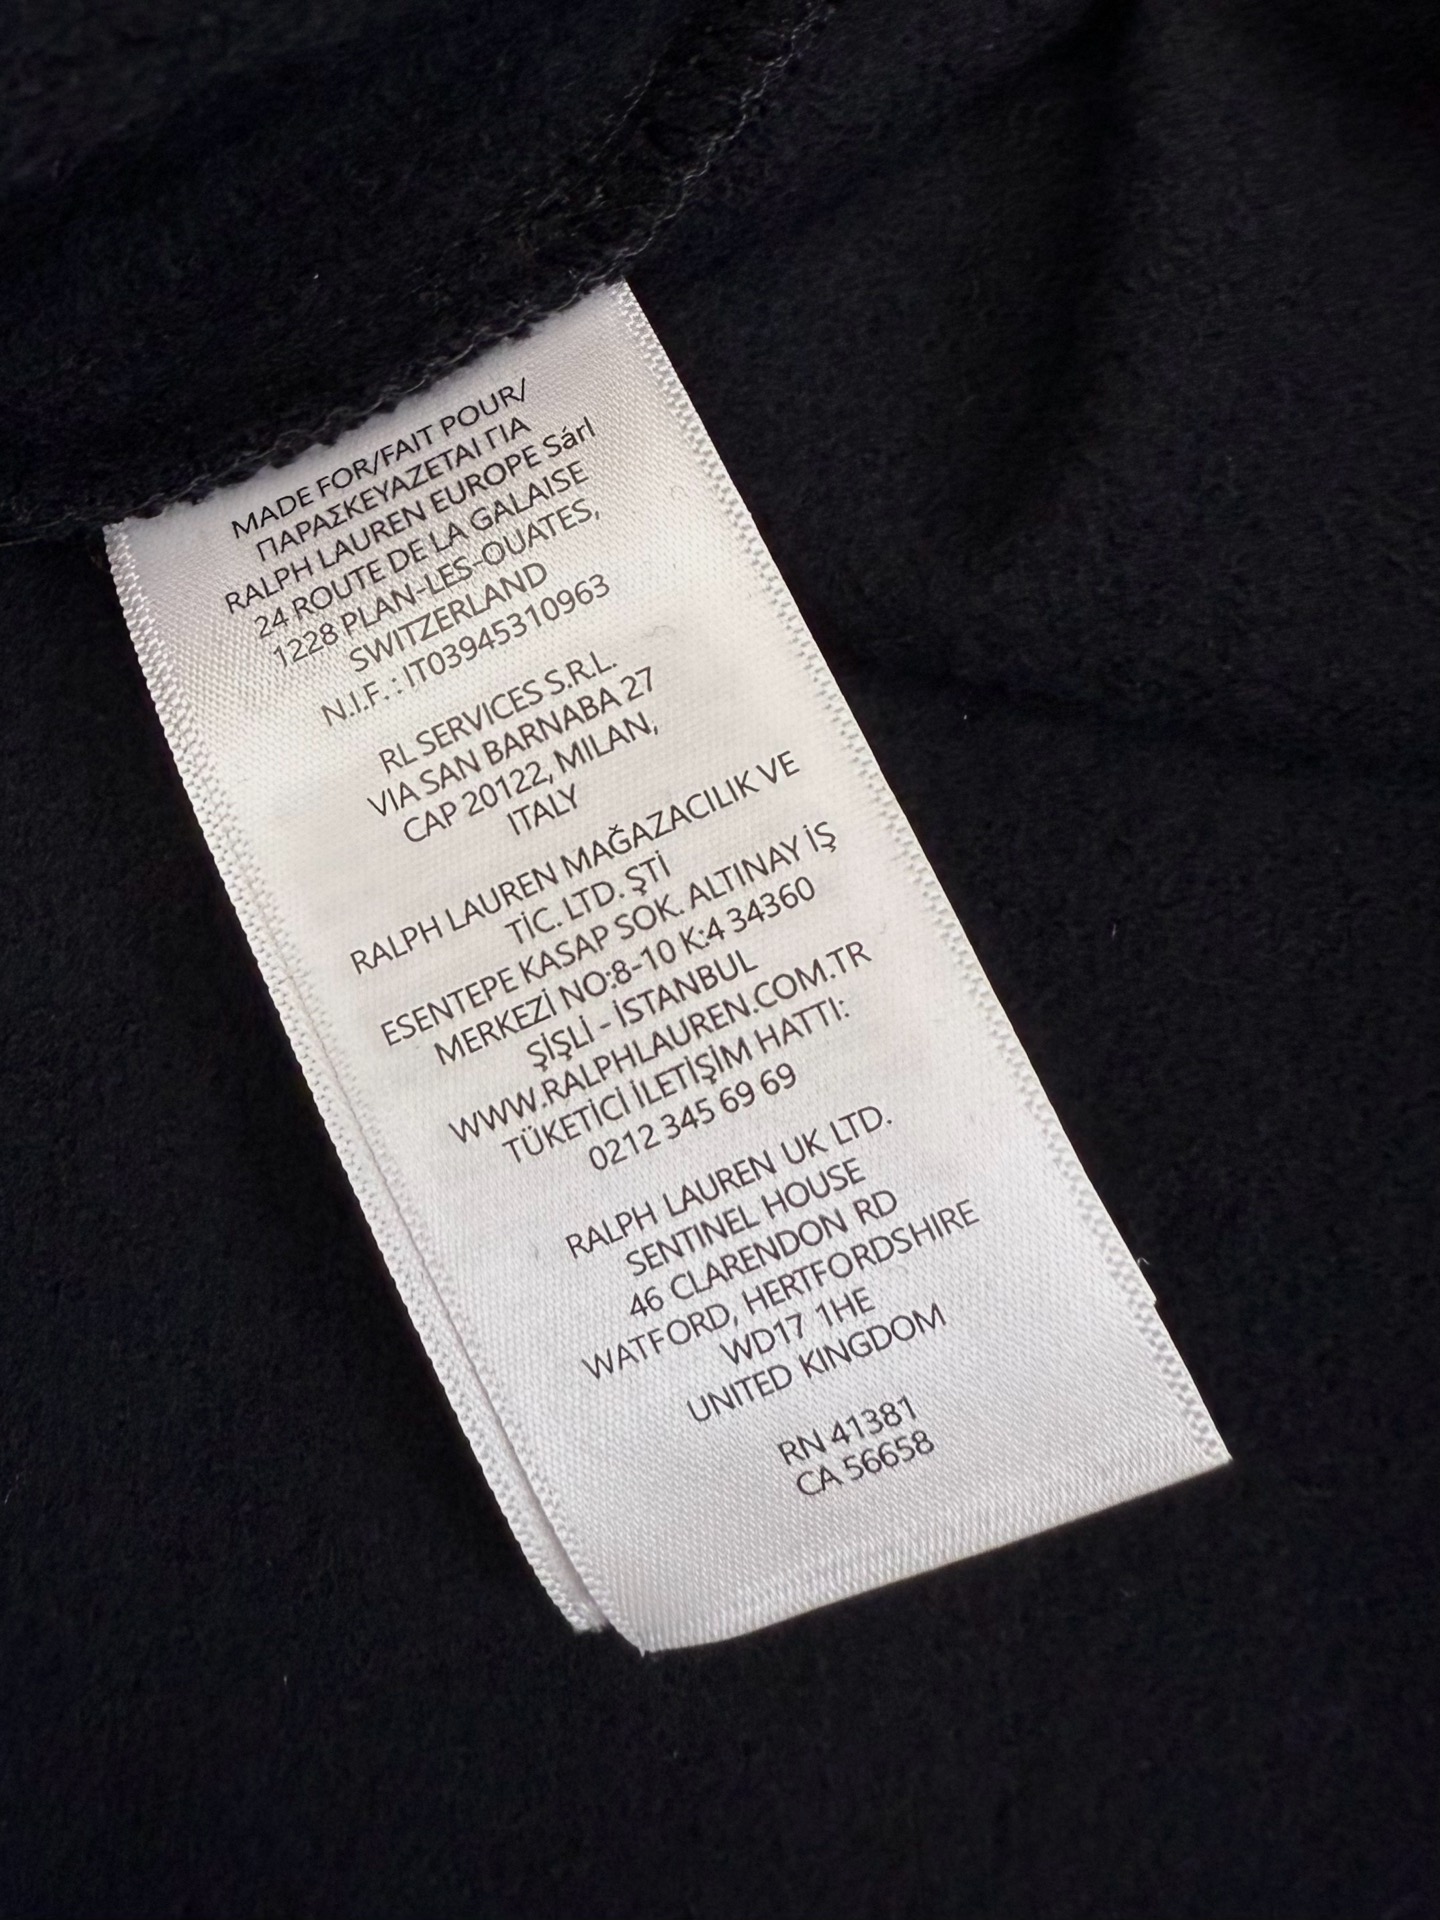 MADE FOR/FAIT POUR/
ΠΑΡΑΣΚΕΥΑΖΕΤΑΙ ΓΙΑ
RALPH LAUREN EUROPE Sárl
24 ROUTE DE LA GALAISE
1228 PLAN-LES-OUATES,
SWITZERLAND
N.I.F. : IT03945310963
RL SERVICES S.R.L.
VIA SAN BARNABA 27
CAP 20122, MILAN,
ITALY
RALPH LAUREN MAĞAZACILIK VE
TİC. LTD. ŞTİ
ESENTEPE KASAP SOK. ALTINAY İŞ
MERKEZİ NO:8-10 K:4 34360
ŞİŞLİ - İSTANBUL
WWW.RALPHLAUREN.COM.TR
TÜKETİCİ İLETİŞİM HATTI:
0212 345 69 69
RALPH LAUREN UK LTD.
SENTINEL HOUSE
46 CLARENDON RD
WATFORD, HERTFORDSHIRE
WD17 1HE
UNITED KINGDOM
RN 41381
CA 56658